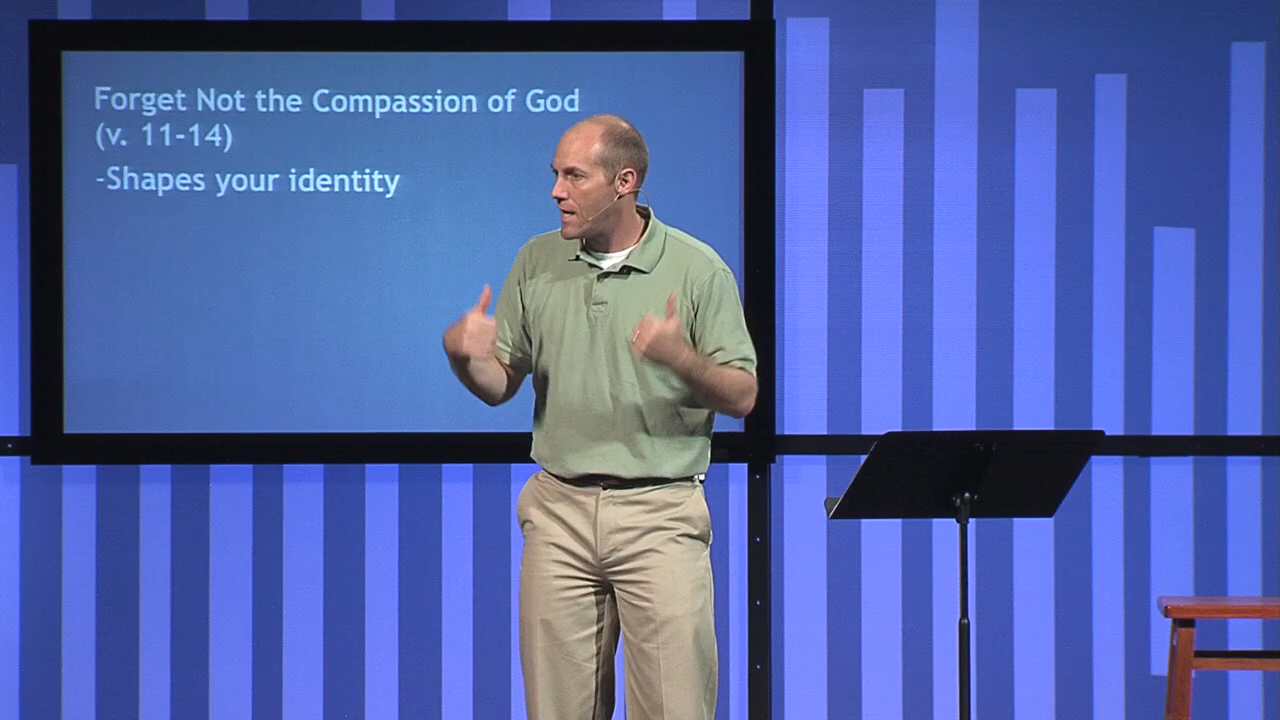 Forget Not the Compassion of God
(v. 11-14)
-Shapes your identity